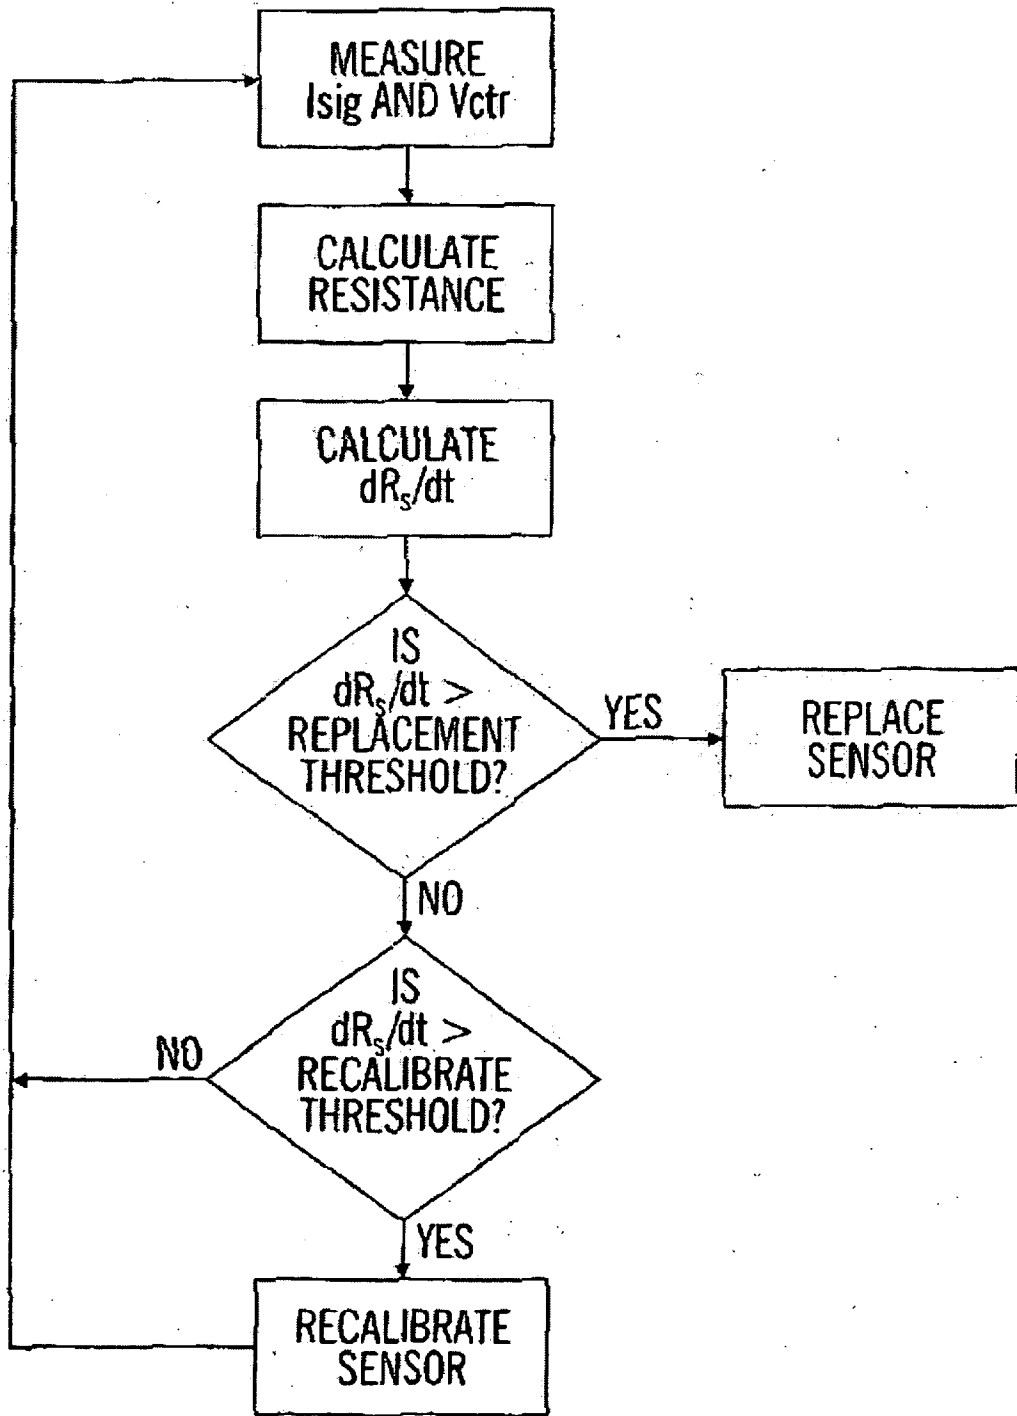 MEASURE
Isig AND Vctr
CALCULATE
RESISTANCE
CALCULATE
dRs/dt
IS
dRs/dt >
REPLACEMENT
THRESHOLD?
YES
REPLACE
SENSOR
NO
IS
dRs/dt >
RECALIBRATE
THRESHOLD?
NO
YES
RECALIBRATE
SENSOR